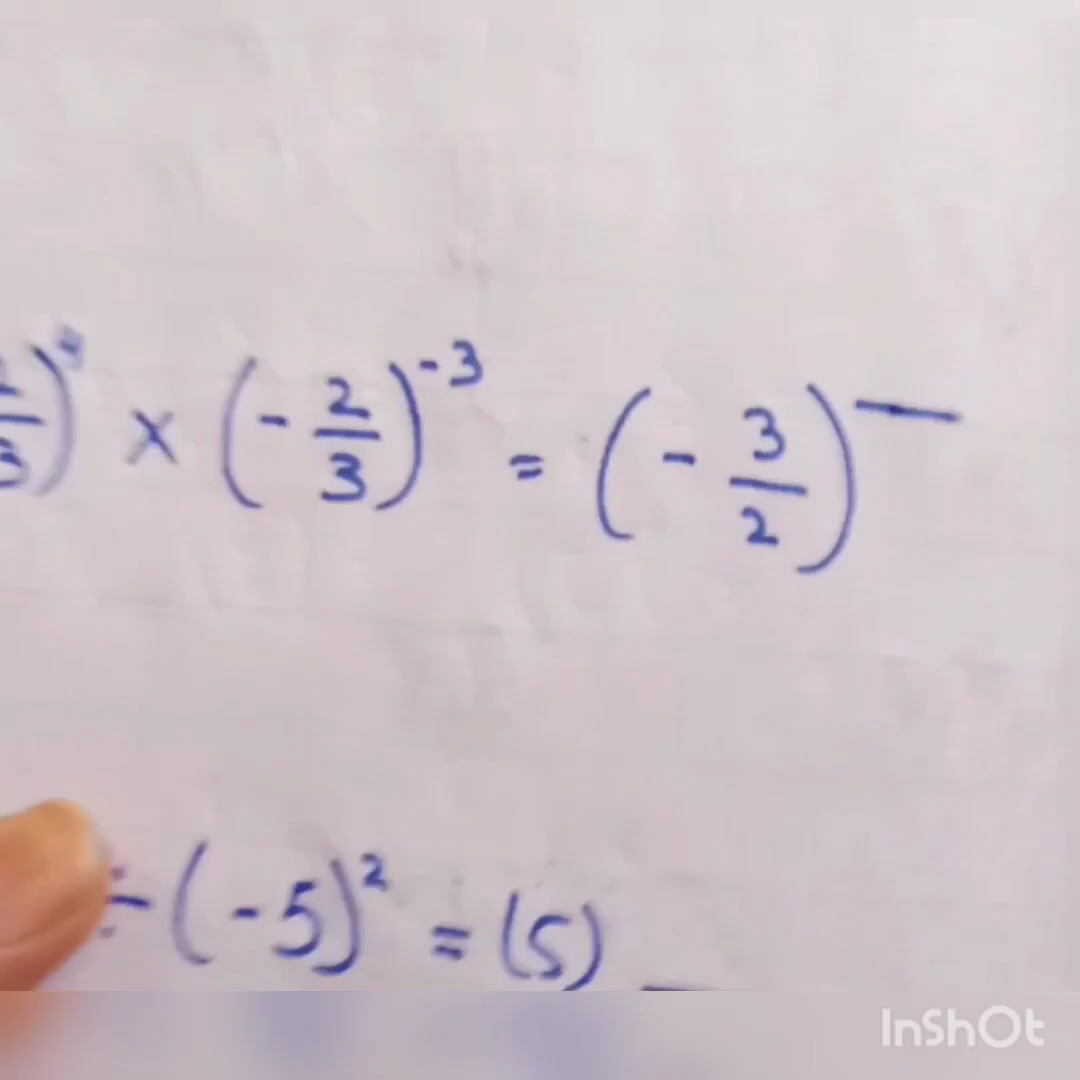 × (-2/3)^-3 = (-3/2)^—
÷ (-5)^2 = (5)
InShOt